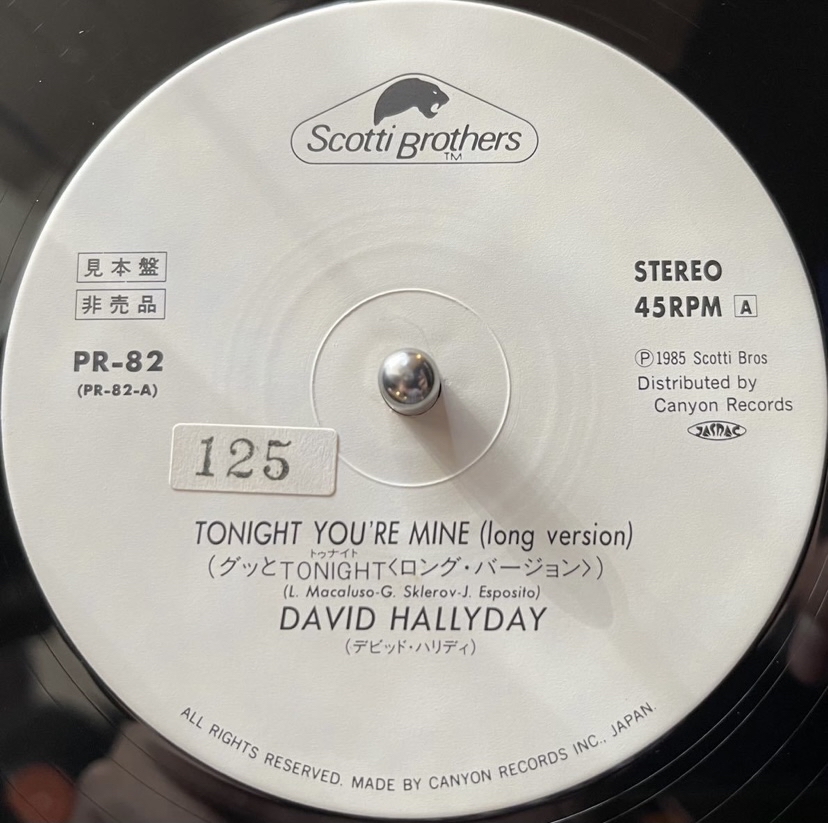 Scotti Brothers
TM
見本盤
非売品
PR-82
(PR-82-A)
STEREO
45RPM A
Ⓟ1985 Scotti Bros
Distributed by
Canyon Records
JASRAC
125
TONIGHT YOU'RE MINE (long version)
トゥナイト
(グッとTONIGHT〈ロング・バージョン〉)
(L. Macaluso-G. Sklerov-J. Esposito)
DAVID HALLYDAY
(デビッド・ハリディ)
ALL RIGHTS RESERVED. MADE BY CANYON RECORDS INC., JAPAN.